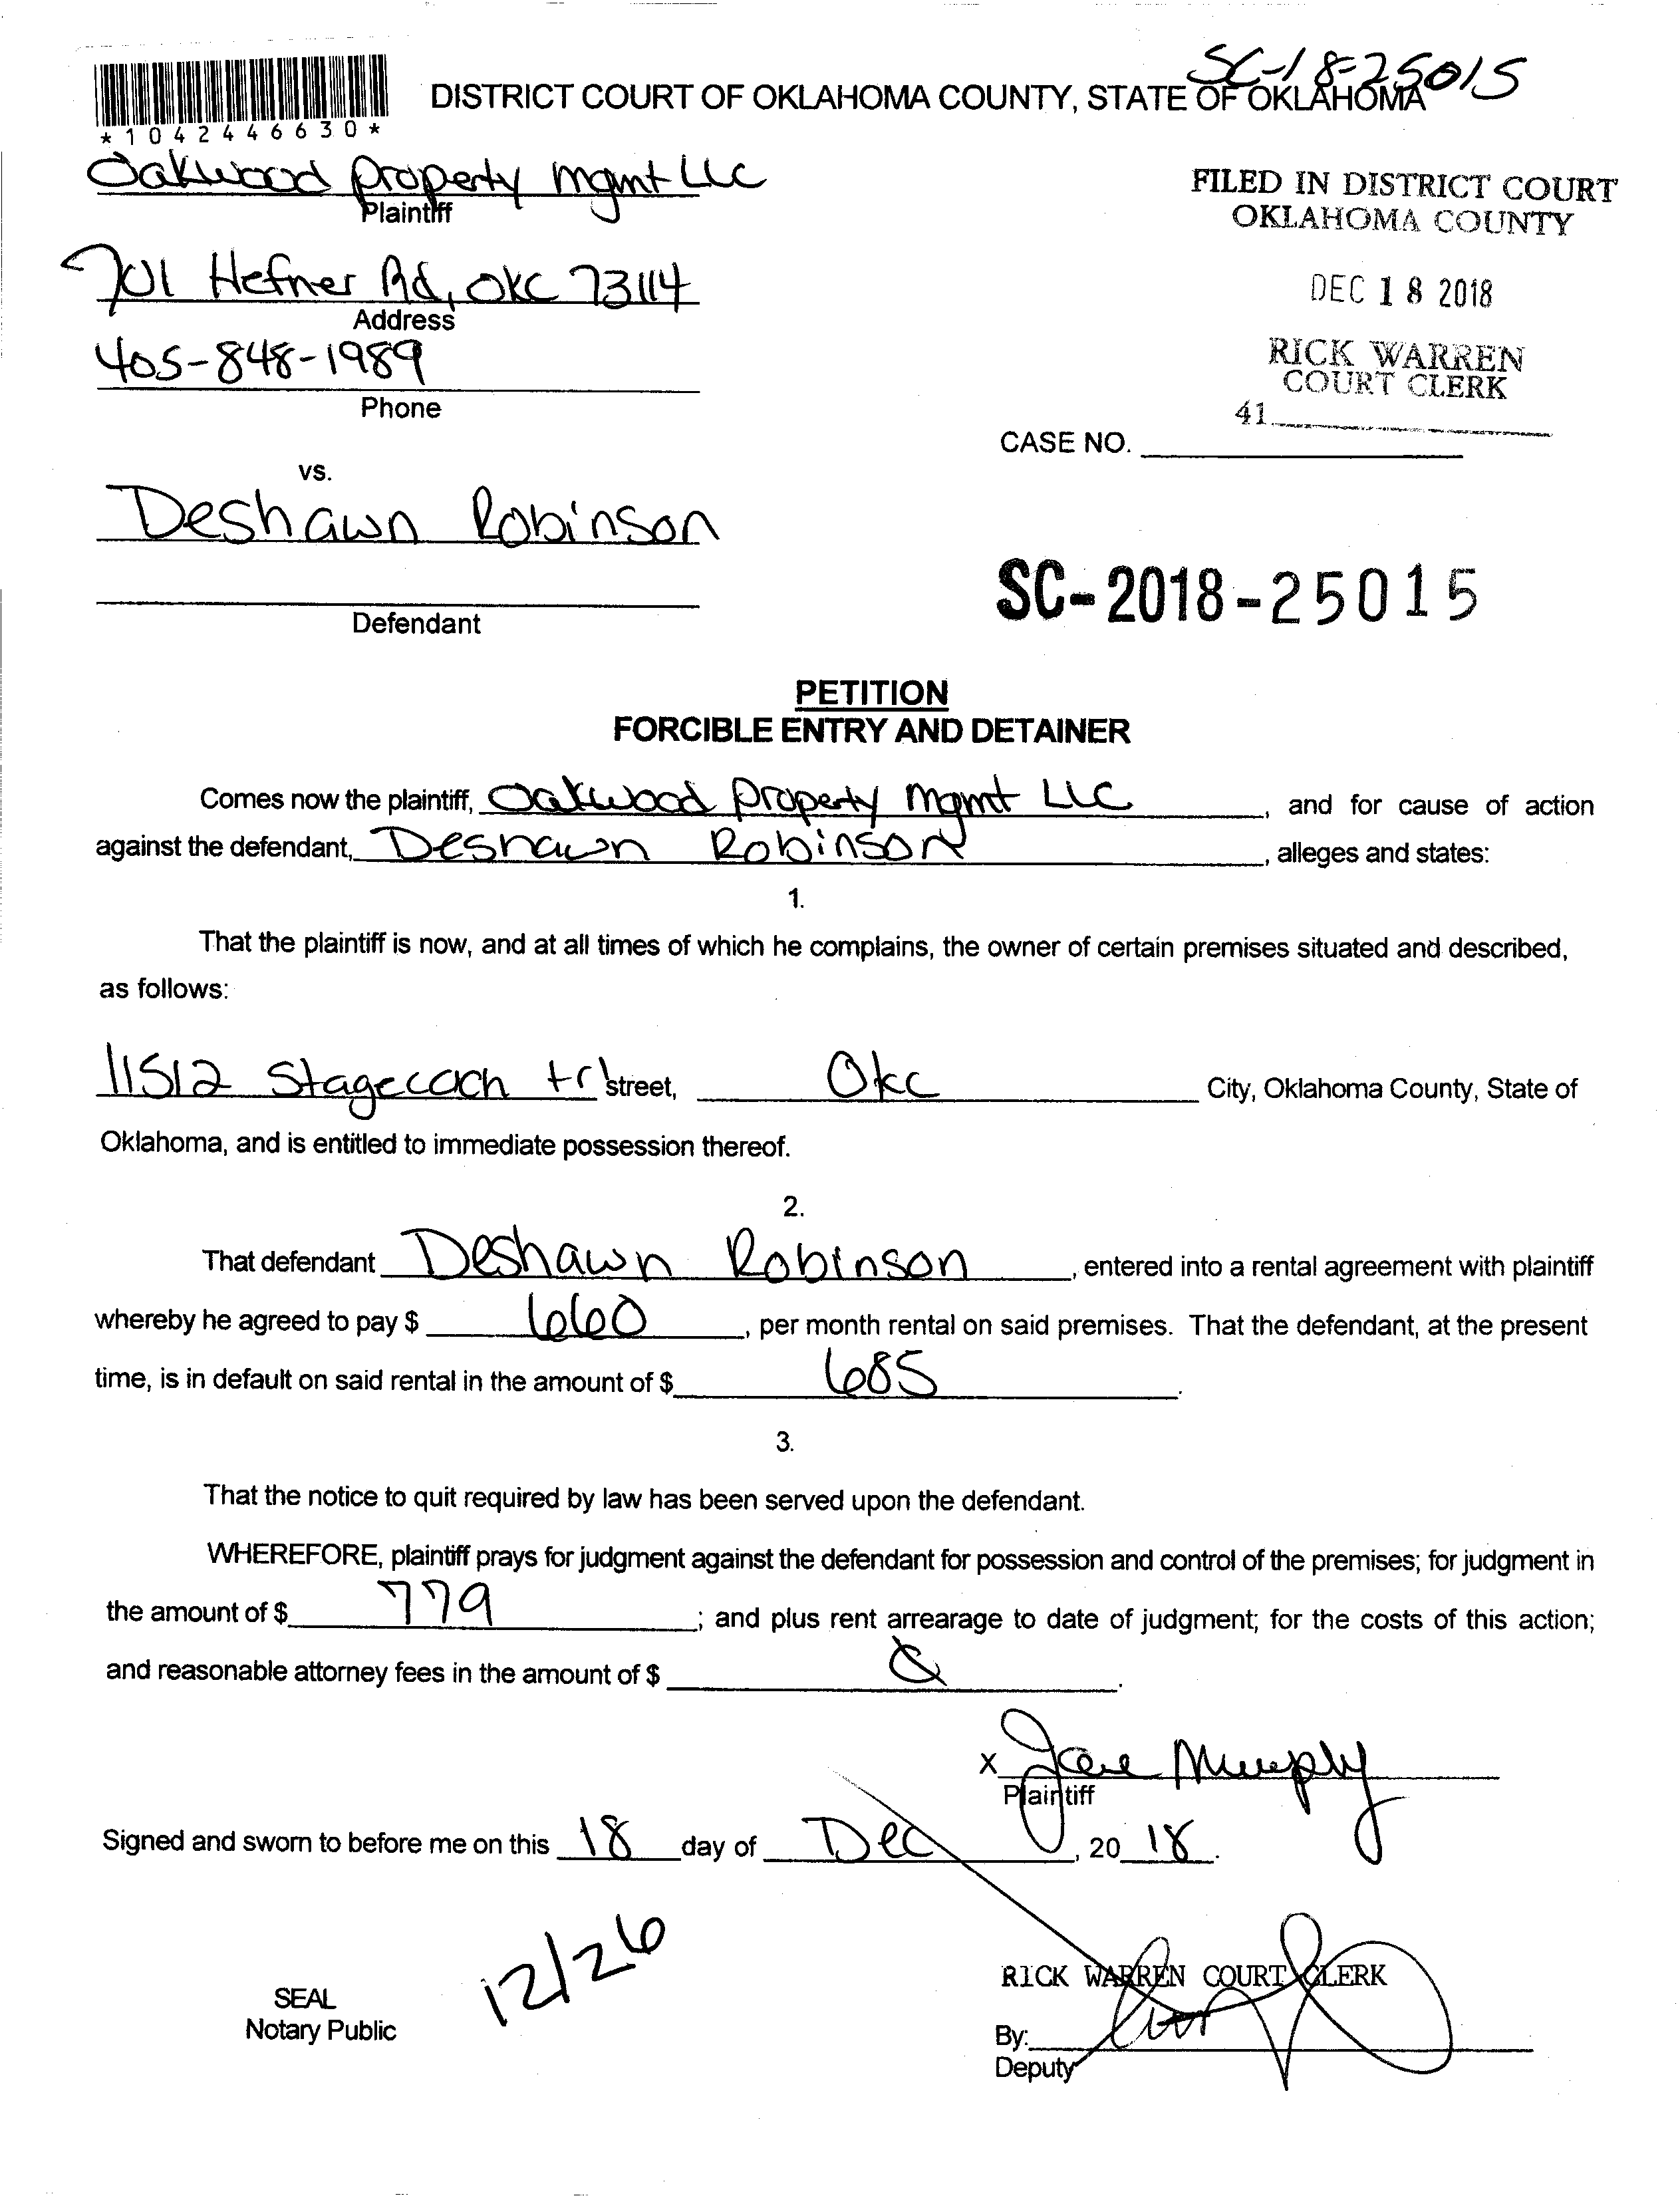 SC-18-25015
DISTRICT COURT OF OKLAHOMA COUNTY, STATE OF OKLAHOMA
*1042446630*
Oakwood property mgmt LLC
Plaintiff
FILED IN DISTRICT COURT
OKLAHOMA COUNTY
701 Hefner Rd, OKC 73114
Address
DEC 18 2018
405-848-1989
Phone
RICK WARREN
COURT CLERK
41
CASE NO.
vs.
Deshawn Robinson
Defendant
SC-2018-25015
PETITION
FORCIBLE ENTRY AND DETAINER
Comes now the plaintiff, Oakwood property mgmt LLC, and for cause of action
against the defendant, Deshawn Robinson, alleges and states:
1.
That the plaintiff is now, and at all times of which he complains, the owner of certain premises situated and described,
as follows:
11512 Stagecoach trl street, Okc City, Oklahoma County, State of
Oklahoma, and is entitled to immediate possession thereof.
2.
That defendant Deshawn Robinson, entered into a rental agreement with plaintiff
whereby he agreed to pay $ 660, per month rental on said premises. That the defendant, at the present
time, is in default on said rental in the amount of $ 685.
3.
That the notice to quit required by law has been served upon the defendant.
WHEREFORE, plaintiff prays for judgment against the defendant for possession and control of the premises; for judgment in
the amount of $ 779; and plus rent arrearage to date of judgment; for the costs of this action;
and reasonable attorney fees in the amount of $ .
X Murphy
Plaintiff
Signed and sworn to before me on this 18 day of Dec, 20 18.
12/26
SEAL
Notary Public
RICK WARREN COURT CLERK
By:
Deputy